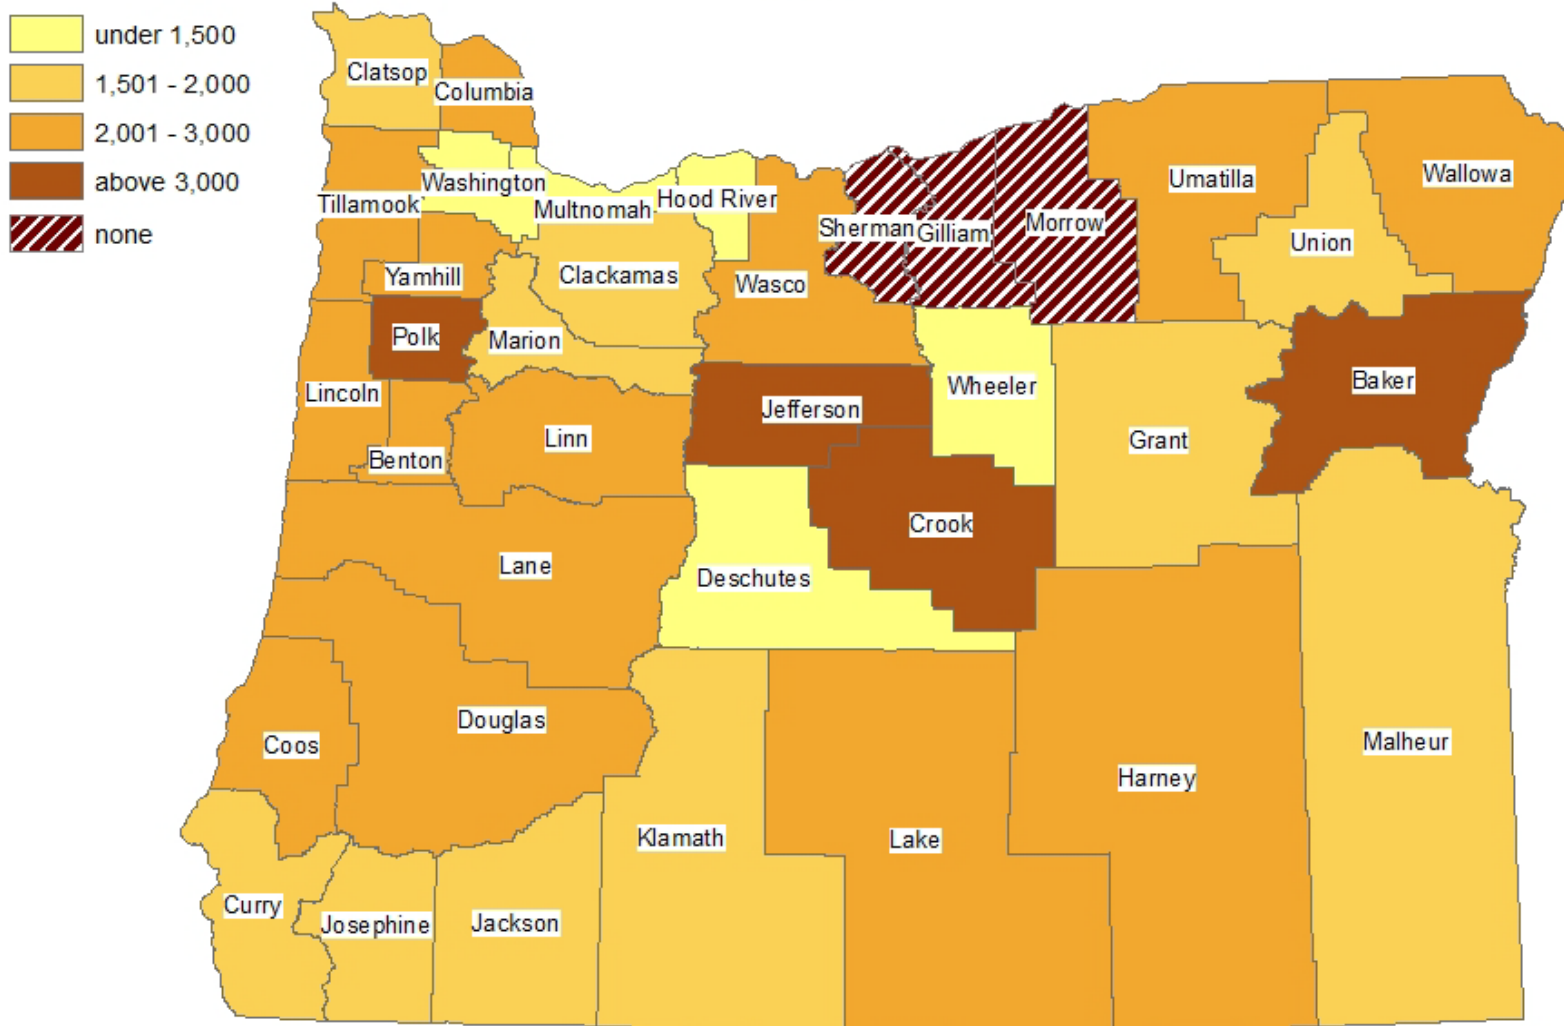 under 1,500
1,501 - 2,000
2,001 - 3,000
above 3,000
none
Clatsop
Columbia
Washington
Tillamook
Multnomah
Hood River
Sherman
Gilliam
Morrow
Umatilla
Wallowa
Union
Yamhill
Clackamas
Wasco
Polk
Marion
Lincoln
Jefferson
Wheeler
Baker
Benton
Linn
Grant
Crook
Lane
Deschutes
Coos
Douglas
Malheur
Harney
Klamath
Lake
Curry
Josephine
Jackson